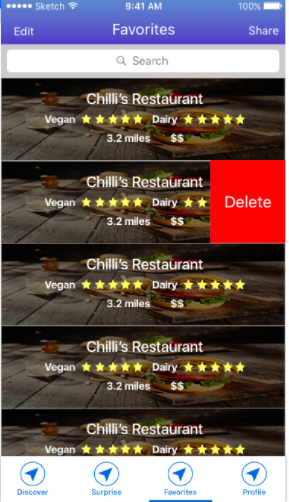 Sketch 9:41 AM 100%
Edit Favorites Share
Search
Chilli's Restaurant
Vegan Dairy
3.2 miles $$
Chilli's Restaurant
Vegan Dairy
3.2 miles $$
Delete
Chilli's Restaurant
Vegan Dairy
3.2 miles $$
Chilli's Restaurant
Vegan Dairy
3.2 miles $$
Chilli's Restaurant
Vegan Dairy
Discover Surprise Favorites Profile